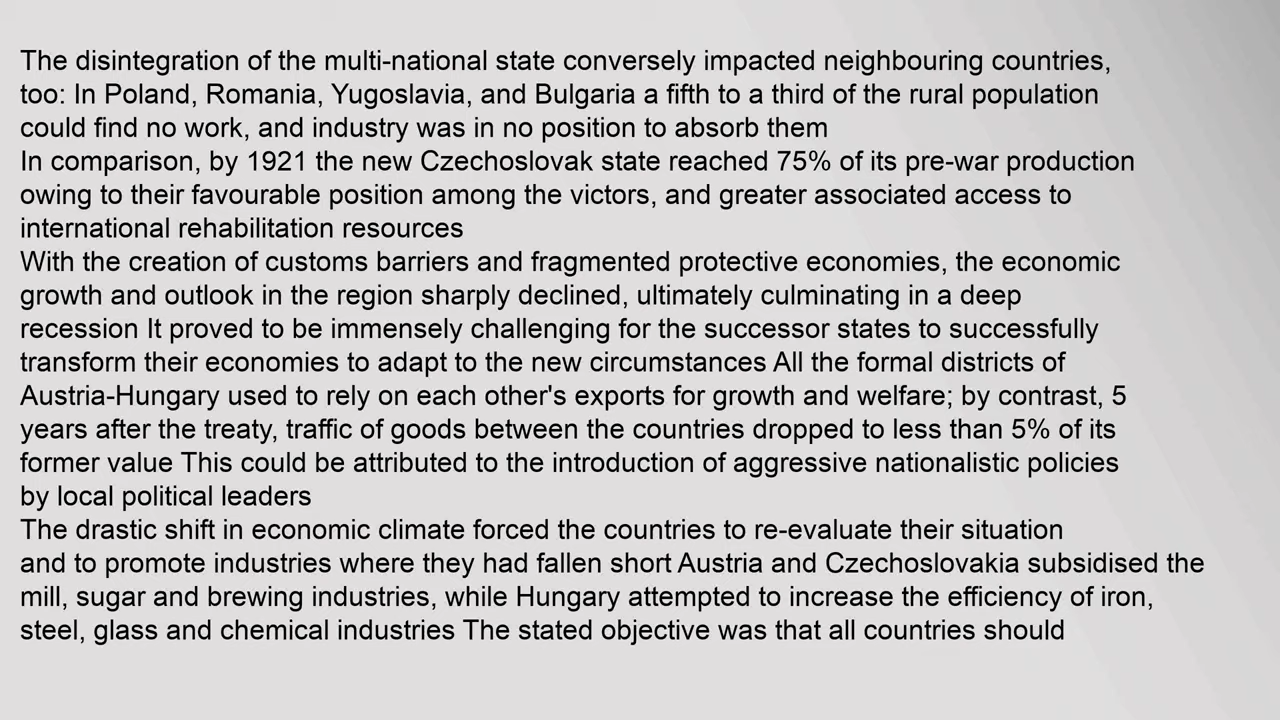 The disintegration of the multi-national state conversely impacted neighbouring countries,
too: In Poland, Romania, Yugoslavia, and Bulgaria a fifth to a third of the rural population
could find no work, and industry was in no position to absorb them
In comparison, by 1921 the new Czechoslovak state reached 75% of its pre-war production
owing to their favourable position among the victors, and greater associated access to
international rehabilitation resources
With the creation of customs barriers and fragmented protective economies, the economic
growth and outlook in the region sharply declined, ultimately culminating in a deep
recession It proved to be immensely challenging for the successor states to successfully
transform their economies to adapt to the new circumstances All the formal districts of
Austria-Hungary used to rely on each other's exports for growth and welfare; by contrast, 5
years after the treaty, traffic of goods between the countries dropped to less than 5% of its
former value This could be attributed to the introduction of aggressive nationalistic policies
by local political leaders
The drastic shift in economic climate forced the countries to re-evaluate their situation
and to promote industries where they had fallen short Austria and Czechoslovakia subsidised the
mill, sugar and brewing industries, while Hungary attempted to increase the efficiency of iron,
steel, glass and chemical industries The stated objective was that all countries should